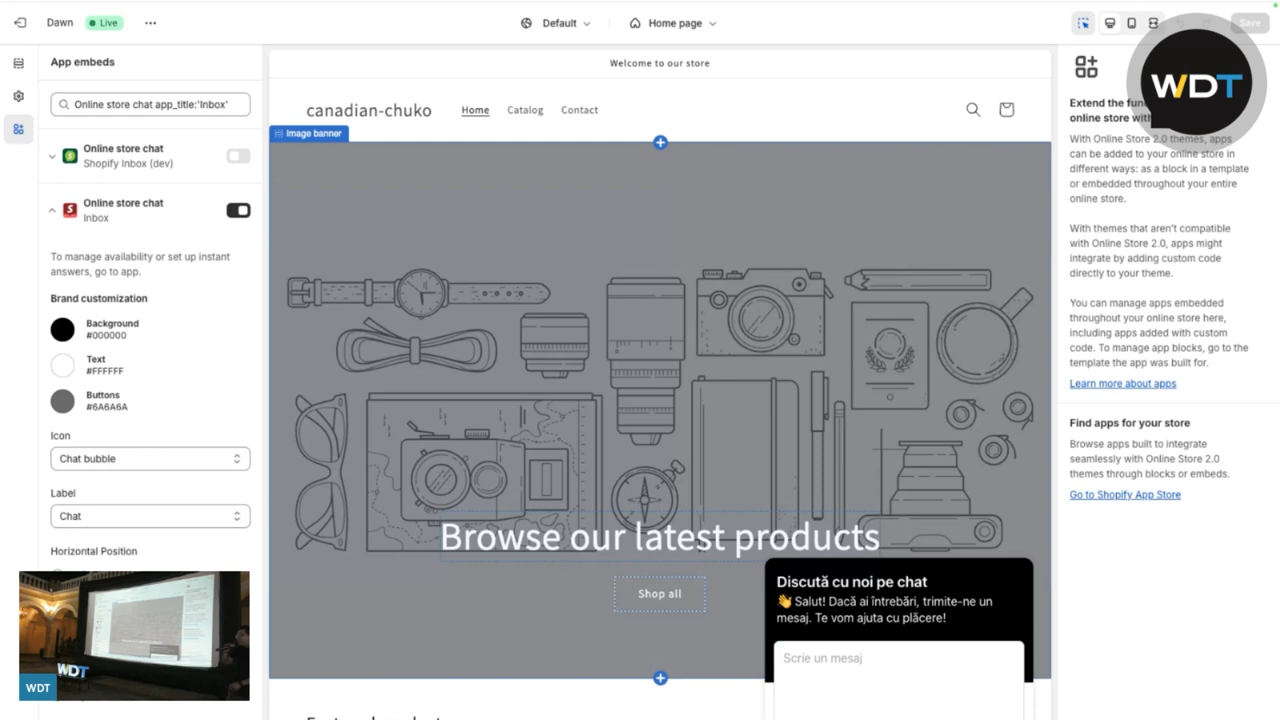 Dawn
Live
Default
Home page
Save
App embeds
Online store chat app_title:'Inbox'
Online store chat
Shopify Inbox (dev)
Online store chat
Inbox
To manage availability or set up instant
answers, go to app.
Brand customization
Background
#000000
Text
#FFFFFF
Buttons
#6A6A6A
Icon
Chat bubble
Label
Chat
Horizontal Position
WDT
WDT
Welcome to our store
canadian-chuko
Home
Catalog
Contact
Image banner
Browse our latest products
Shop all
Discută cu noi pe chat
👋 Salut! Dacă ai întrebări, trimite-ne un
mesaj. Te vom ajuta cu plăcere!
Scrie un mesaj
WDT
Extend the
online store with
With Online Store 2.0 themes, apps
can be added to your online store in
different ways: as a block in a template
or embedded throughout your entire
online store.
With themes that aren't compatible
with Online Store 2.0, apps might
integrate by adding custom code
directly to your theme.
You can manage apps embedded
throughout your online store here,
including apps added with custom
code. To manage app blocks, go to the
template the app was built for.
Learn more about apps
Find apps for your store
Browse apps built to integrate
seamlessly with Online Store 2.0
themes through blocks or embeds.
Go to Shopify App Store